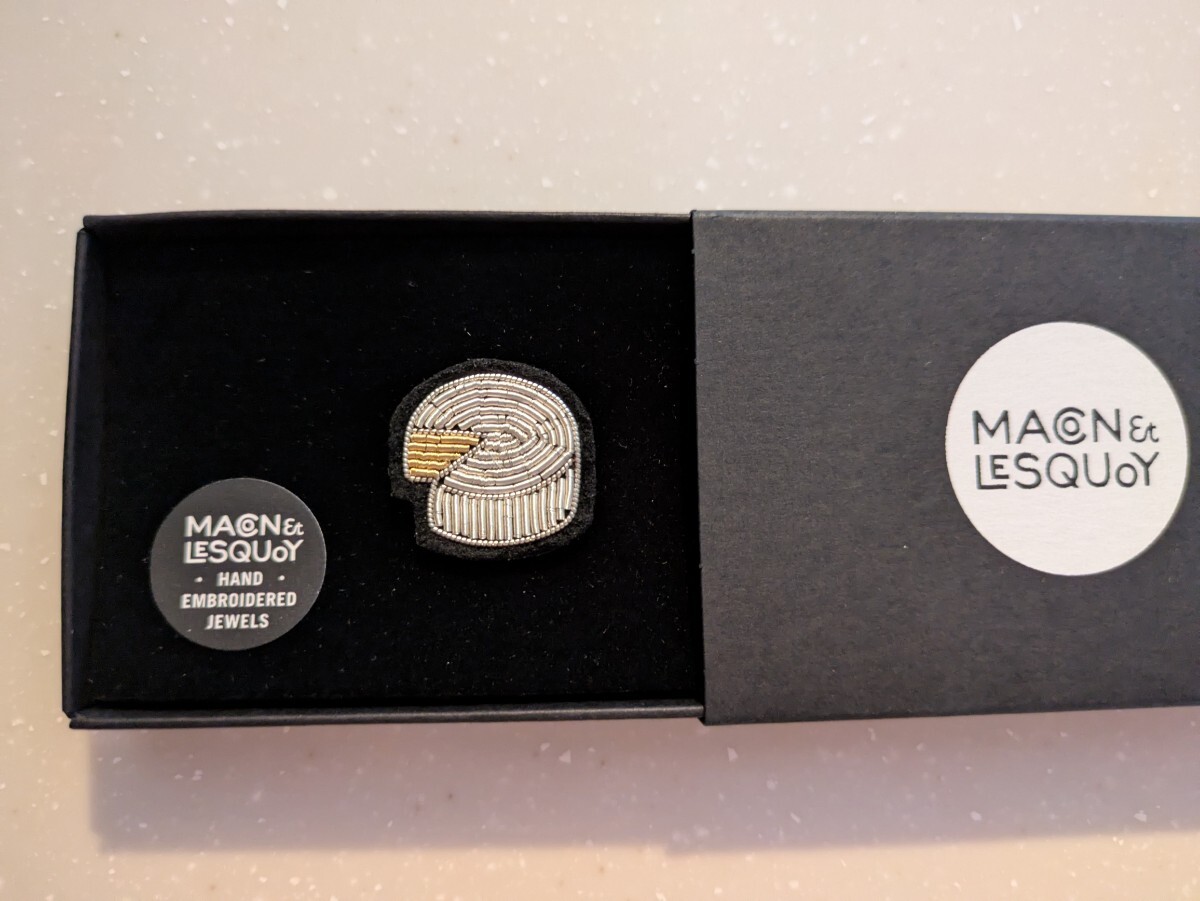 MACON Et
LESQUOY
• HAND •
EMBROIDERED
JEWELS
MACON Et
LESQUOY